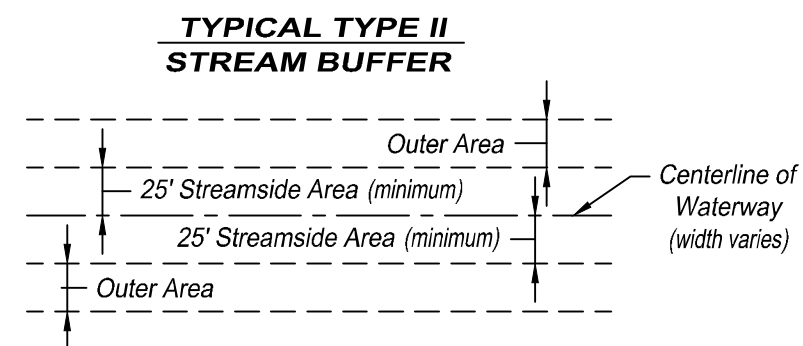 TYPICAL TYPE II
STREAM BUFFER
Outer Area
25' Streamside Area (minimum)
Centerline of
Waterway
(width varies)
25' Streamside Area (minimum)
Outer Area